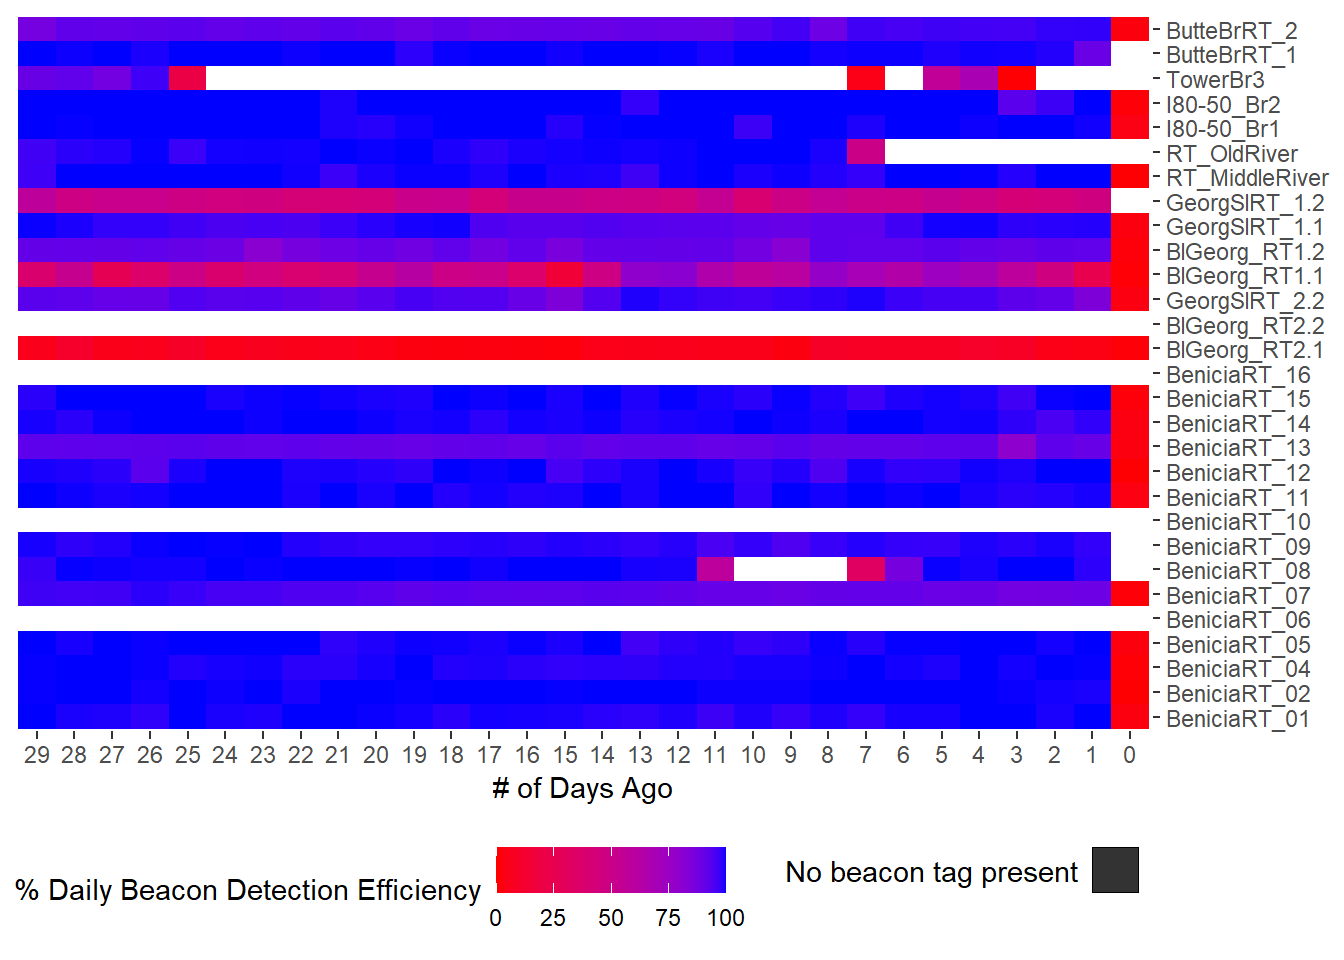 ButteBrRT_2
ButteBrRT_1
TowerBr3
I80-50_Br2
I80-50_Br1
RT_OldRiver
RT_MiddleRiver
GeorgSlRT_1.2
GeorgSlRT_1.1
BlGeorg_RT1.2
BlGeorg_RT1.1
GeorgSlRT_2.2
BlGeorg_RT2.2
BlGeorg_RT2.1
BeniciaRT_16
BeniciaRT_15
BeniciaRT_14
BeniciaRT_13
BeniciaRT_12
BeniciaRT_11
BeniciaRT_10
BeniciaRT_09
BeniciaRT_08
BeniciaRT_07
BeniciaRT_06
BeniciaRT_05
BeniciaRT_04
BeniciaRT_02
BeniciaRT_01
29 28 27 26 25 24 23 22 21 20 19 18 17 16 15 14 13 12 11 10 9 8 7 6 5 4 3 2 1 0
# of Days Ago
% Daily Beacon Detection Efficiency
0 25 50 75 100
No beacon tag present